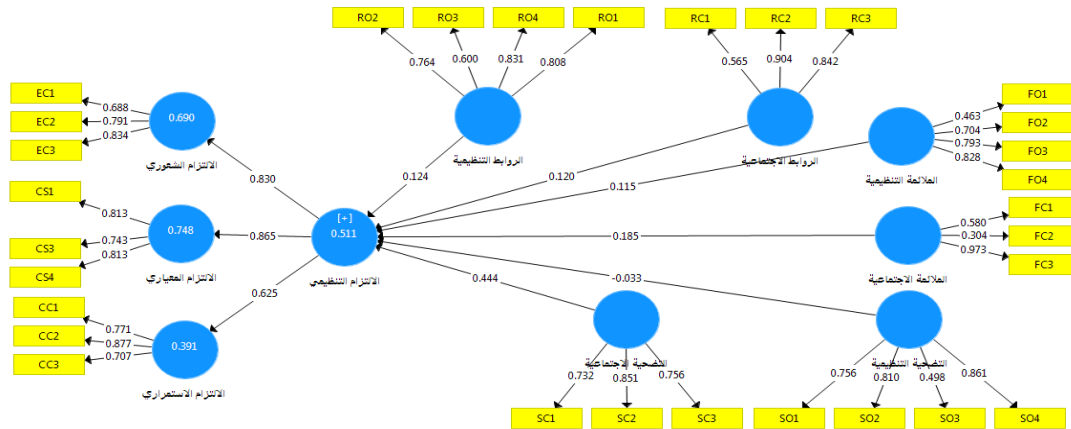 RO2
RO3
RO4
RO1
RC1
RC2
RC3
0.764
0.600
0.831
0.808
0.565
0.904
0.842
EC1
EC2
EC3
0.688
0.791
0.834
0.690
الالتزام الشعوري
الروابط التنظيمية
الروابط الاجتماعية
FO1
FO2
FO3
FO4
0.463
0.704
0.793
0.828
الملائمة التنظيمية
0.830
0.124
0.120
0.115
CS1
CS3
CS4
0.813
0.743
0.813
0.748
الالتزام المعياري
0.865
[+]
0.511
الالتزام التنظيمي
0.185
FC1
FC2
FC3
0.580
0.304
0.973
الملائمة الاجتماعية
0.625
0.444
-0.033
CC1
CC2
CC3
0.771
0.877
0.707
0.391
الالتزام الاستمراري
التضحية الاجتماعية
التضحية التنظيمية
0.732
0.851
0.756
0.756
0.810
0.498
0.861
SC1
SC2
SC3
SO1
SO2
SO3
SO4